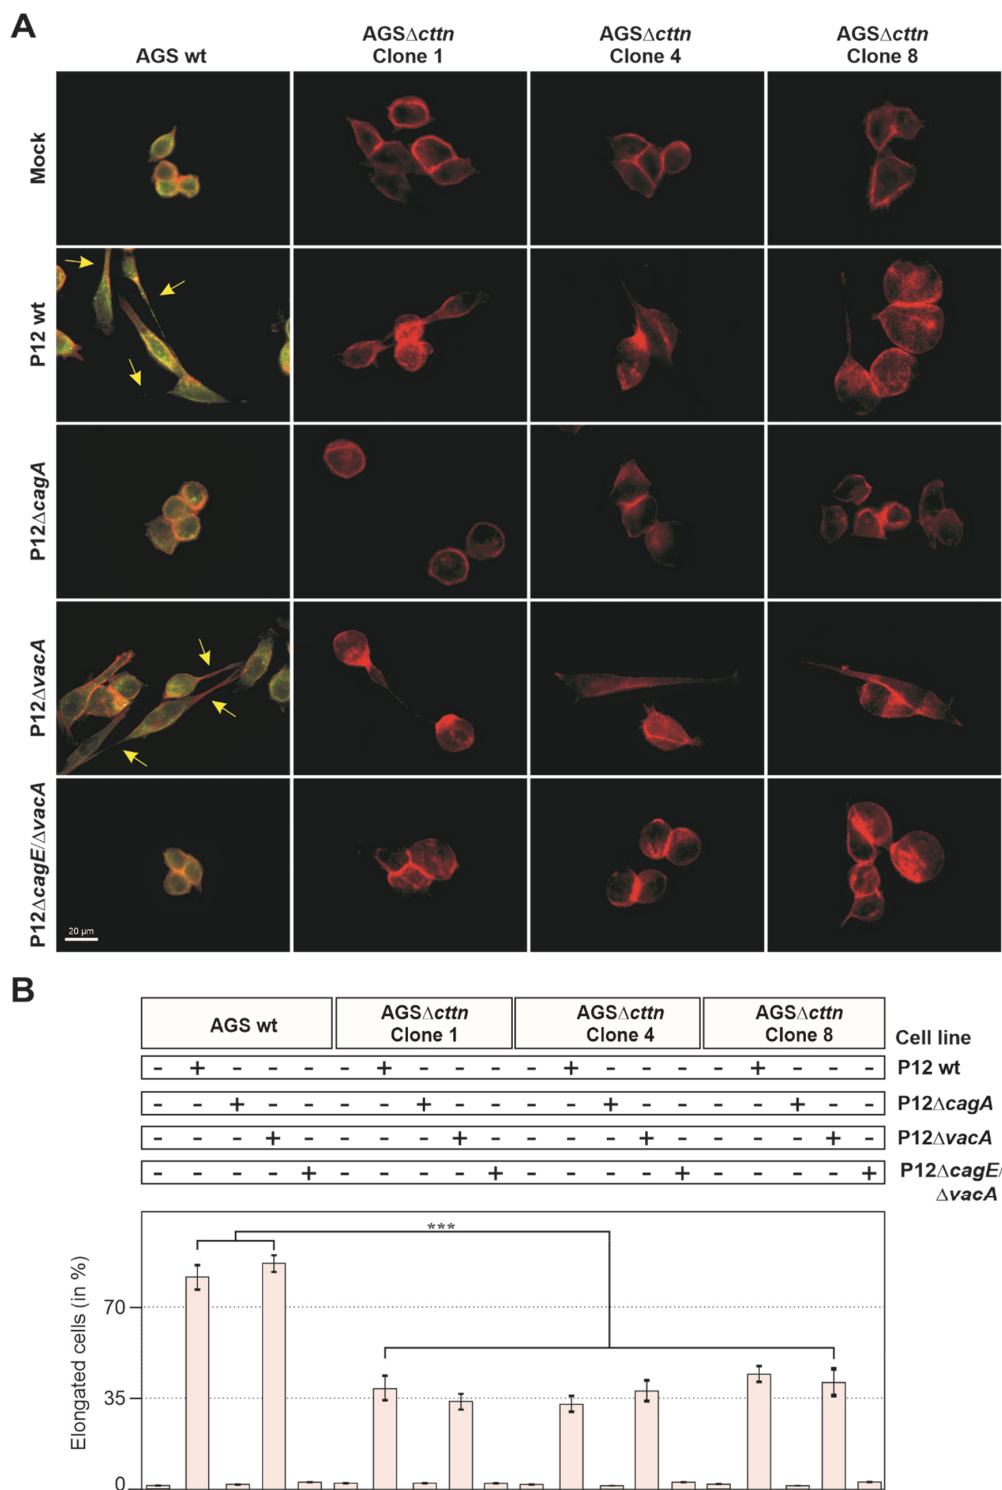 A
AGS wt
AGSΔcttn
Clone 1
AGSΔcttn
Clone 4
AGSΔcttn
Clone 8
Mock
P12 wt
P12ΔcagA
P12ΔvacA
P12ΔcagE/ΔvacA
20 µm
B
AGS wt
AGSΔcttn
Clone 1
AGSΔcttn
Clone 4
AGSΔcttn
Clone 8
Cell line
- + - - - - + - - - - + - - - - + - - - P12 wt
- - + - - - - + - - - - + - - - - + - - P12ΔcagA
- - - + - - - - + - - - - + - - - - + - P12ΔvacA
- - - - + - - - - + - - - - + - - - - + P12ΔcagE/
ΔvacA
***
Elongated cells (in %)
70
35
0